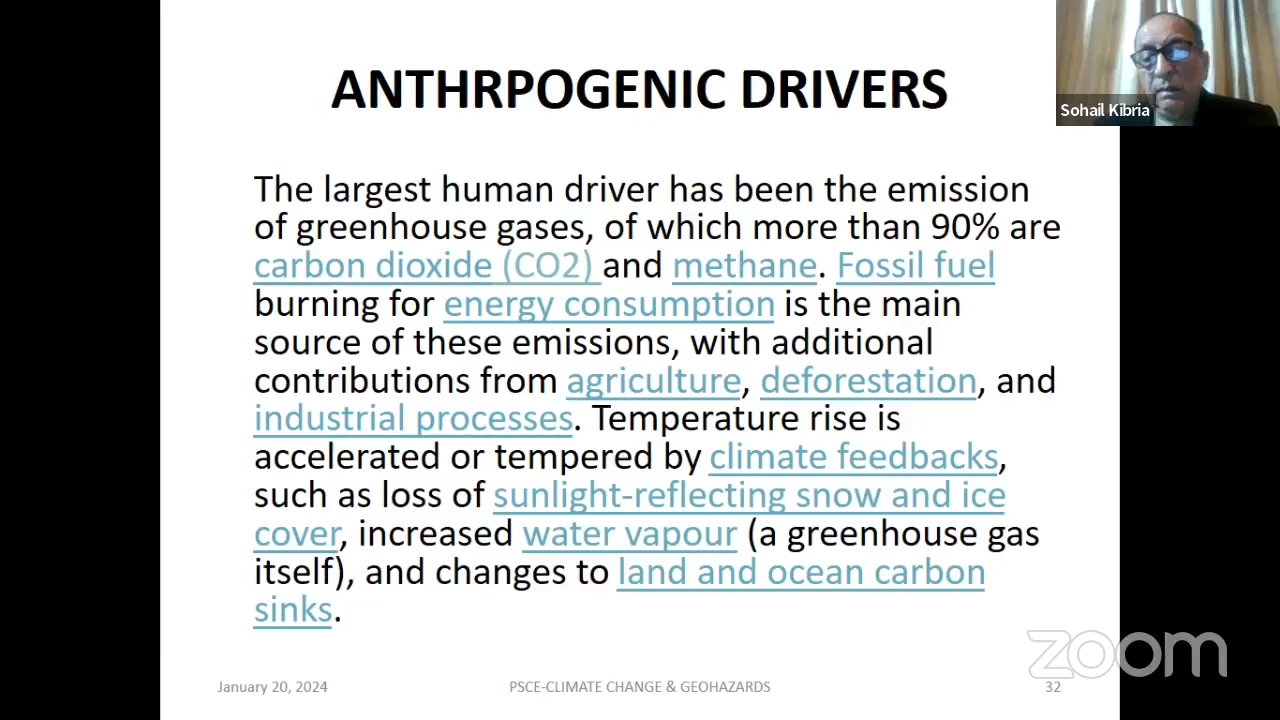 ANTHRPOGENIC DRIVERS
Sohail Kibria
The largest human driver has been the emission
of greenhouse gases, of which more than 90% are
carbon dioxide (CO2) and methane. Fossil fuel
burning for energy consumption is the main
source of these emissions, with additional
contributions from agriculture, deforestation, and
industrial processes. Temperature rise is
accelerated or tempered by climate feedbacks,
such as loss of sunlight-reflecting snow and ice
cover, increased water vapour (a greenhouse gas
itself), and changes to land and ocean carbon
sinks.
zoom
January 20, 2024 PSCE-CLIMATE CHANGE & GEOHAZARDS 32